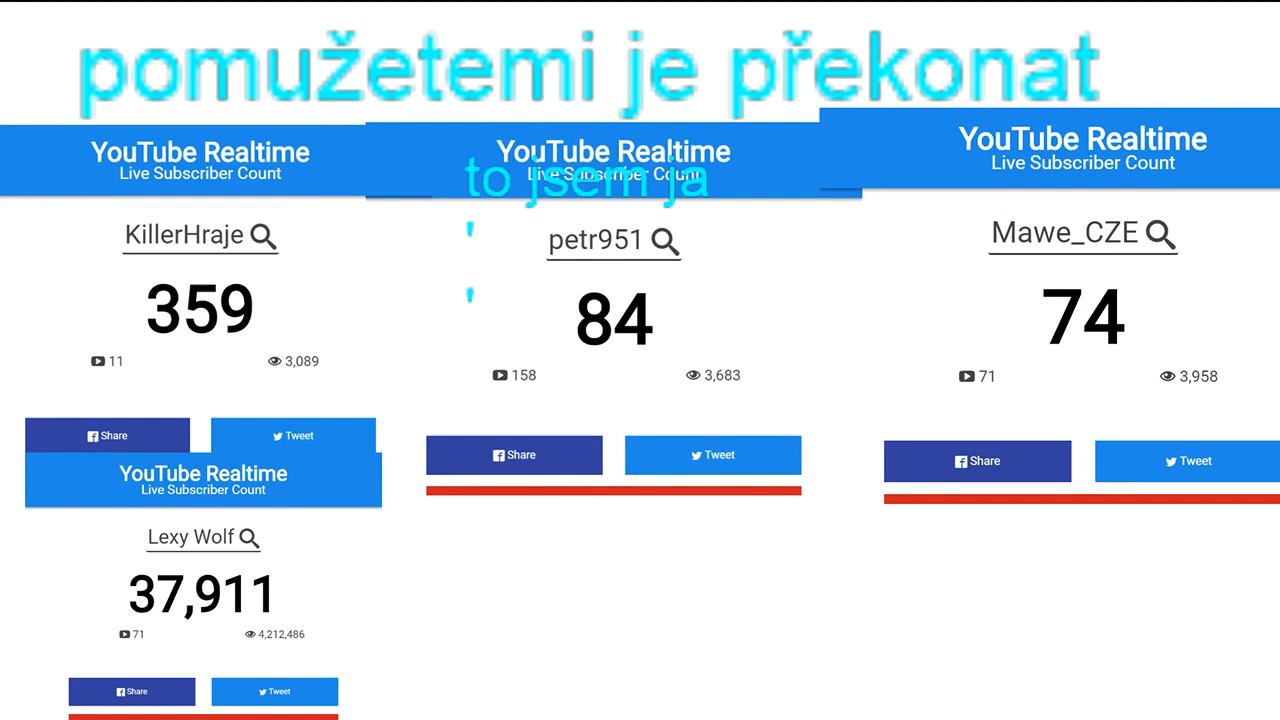 pomužetemi je překonat
YouTube Realtime
Live Subscriber Count
KillerHraje
359
11 3,089
Share Tweet
YouTube Realtime
Live Subscriber Count
to jsem ja
'
'
petr951
84
158 3,683
Share Tweet
YouTube Realtime
Live Subscriber Count
Mawe_CZE
74
71 3,958
Share Tweet
YouTube Realtime
Live Subscriber Count
Lexy Wolf
37,911
71 4,212,486
Share Tweet